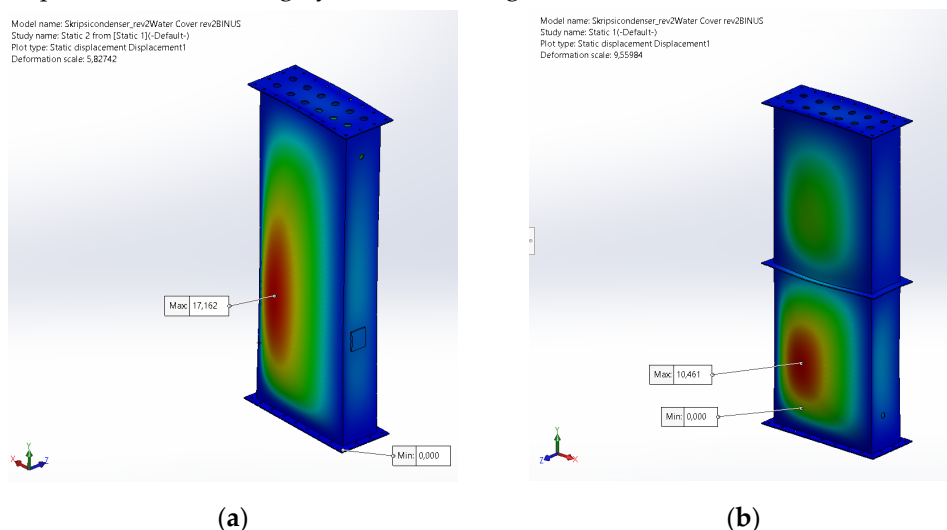 Model name: Skripsicondenser_rev2Water Cover rev2BINUS
Study name: Static 2 from [Static 1](-Default-)
Plot type: Static displacement Displacement1
Deformation scale: 5,82742
Max: 17,162
Min: 0,000
Y
X
Z
(a)
Model name: Skripsicondenser_rev2Water Cover rev2BINUS
Study name: Static 1(-Default-)
Plot type: Static displacement Displacement1
Deformation scale: 9,55984
Max: 10,461
Min: 0,000
Y
Z
X
(b)